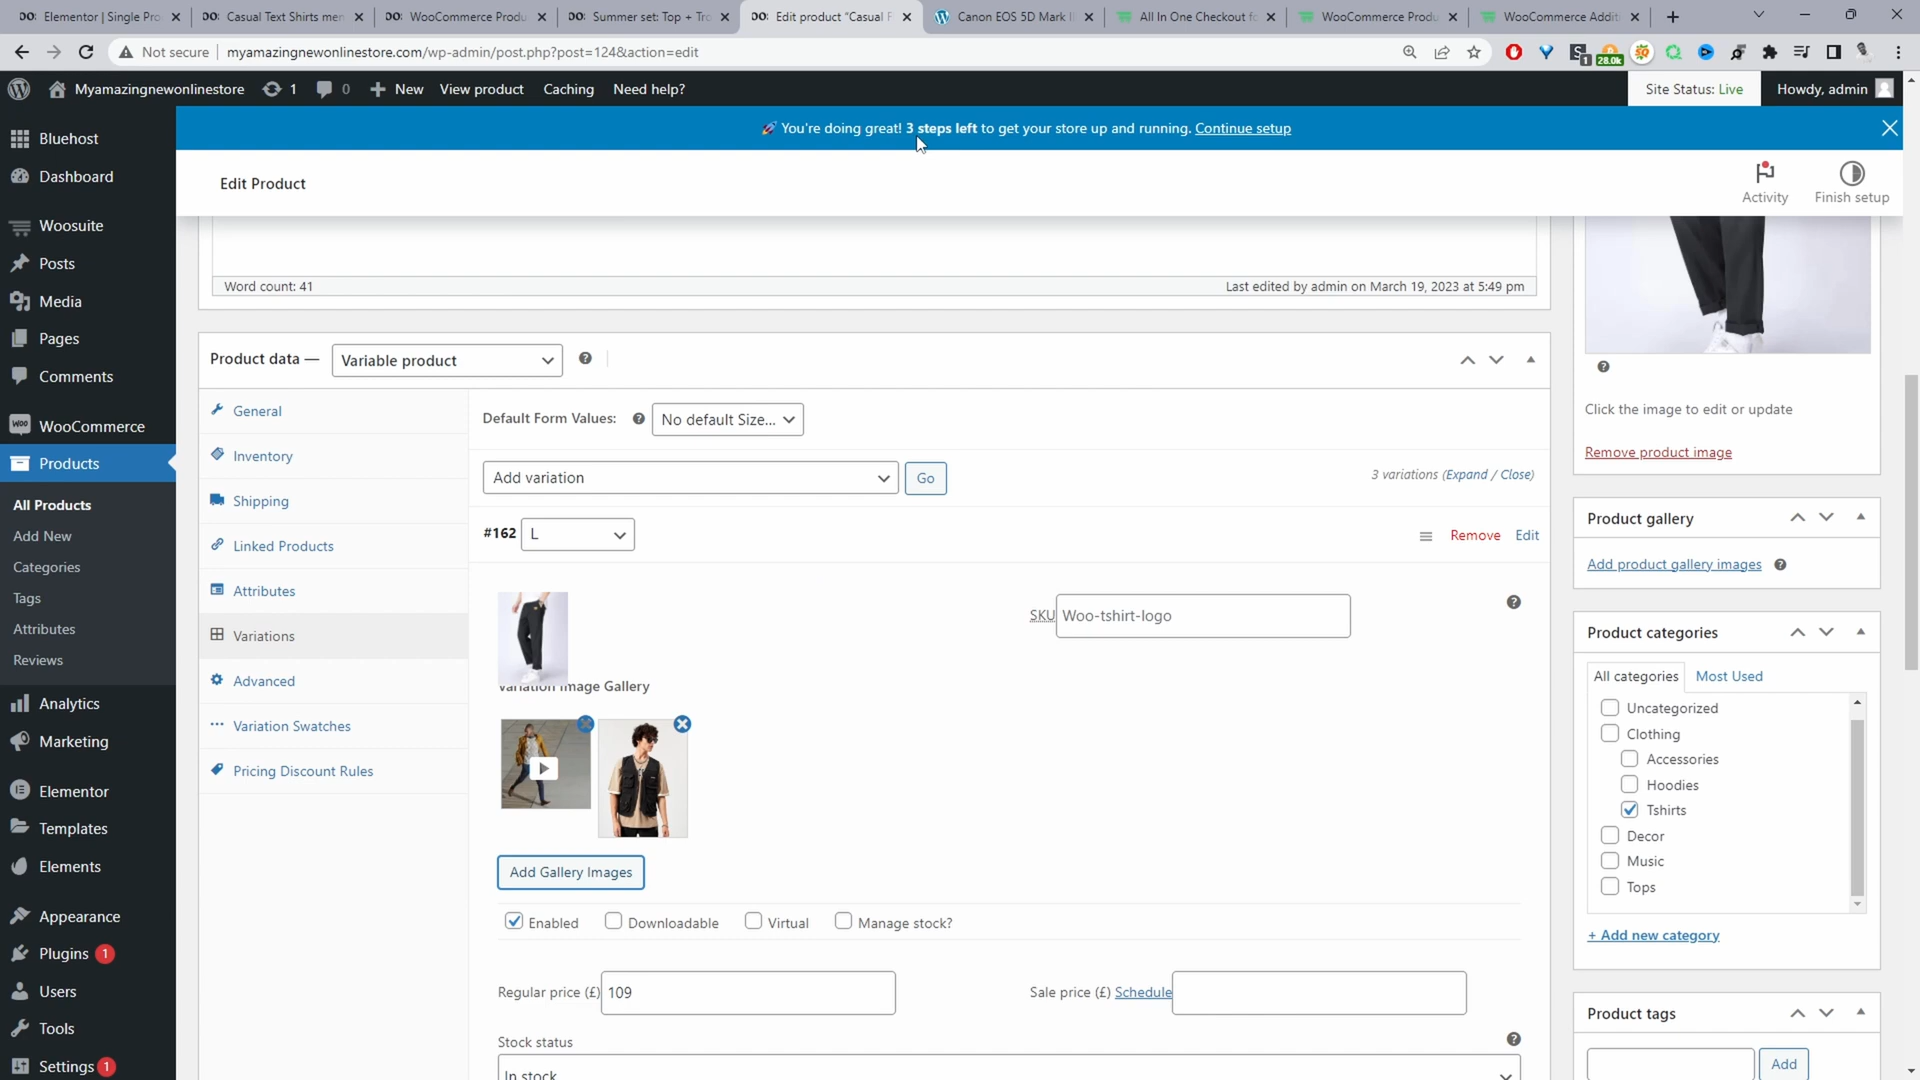 Elementor | Single Pro
Casual Text Shirts men
WooCommerce Produ
Summer set: Top + Tro
Edit product "Casual F
Canon EOS 5D Mark II
All In One Checkout fo
WooCommerce Produ
WooCommerce Additi
Not secure
myamazingnewonlinestore.com/wp-admin/post.php?post=124&action=edit
1
28.0k
Myamazingnewonlinestore
1
0
New
View product
Caching
Need help?
Site Status: Live
Howdy, admin
You're doing great! 3 steps left to get your store up and running. Continue setup
Edit Product
Activity
Finish setup
Bluehost
Dashboard
Woosuite
Posts
Media
Pages
Comments
WooCommerce
Products
All Products
Add New
Categories
Tags
Attributes
Reviews
Analytics
Marketing
Elementor
Templates
Elements
Appearance
Plugins 1
Users
Tools
Settings 1
Word count: 41
Last edited by admin on March 19, 2023 at 5:49 pm
Product data — Variable product
General
Inventory
Shipping
Linked Products
Attributes
Variations
Advanced
Variation Swatches
Pricing Discount Rules
Default Form Values:
No default Size...
Add variation
Go
3 variations (Expand / Close)
#162 L
Remove Edit
SKU Woo-tshirt-logo
Variation Image Gallery
Add Gallery Images
Enabled
Downloadable
Virtual
Manage stock?
Regular price (£) 109
Sale price (£) Schedule
Stock status
In stock
Click the image to edit or update
Remove product image
Product gallery
Add product gallery images
Product categories
All categories
Most Used
Uncategorized
Clothing
Accessories
Hoodies
Tshirts
Decor
Music
Tops
+ Add new category
Product tags
Add